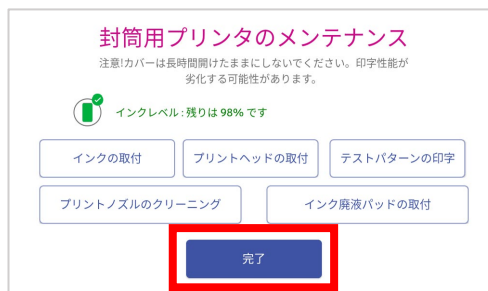 封筒用プリンタのメンテナンス
注意!カバーは長時間開けたままにしないでください。印字性能が
劣化する可能性があります。
インクレベル:残りは 98% です
インクの取付
プリントヘッドの取付
テストパターンの印字
プリントノズルのクリーニング
インク廃液パッドの取付
完了